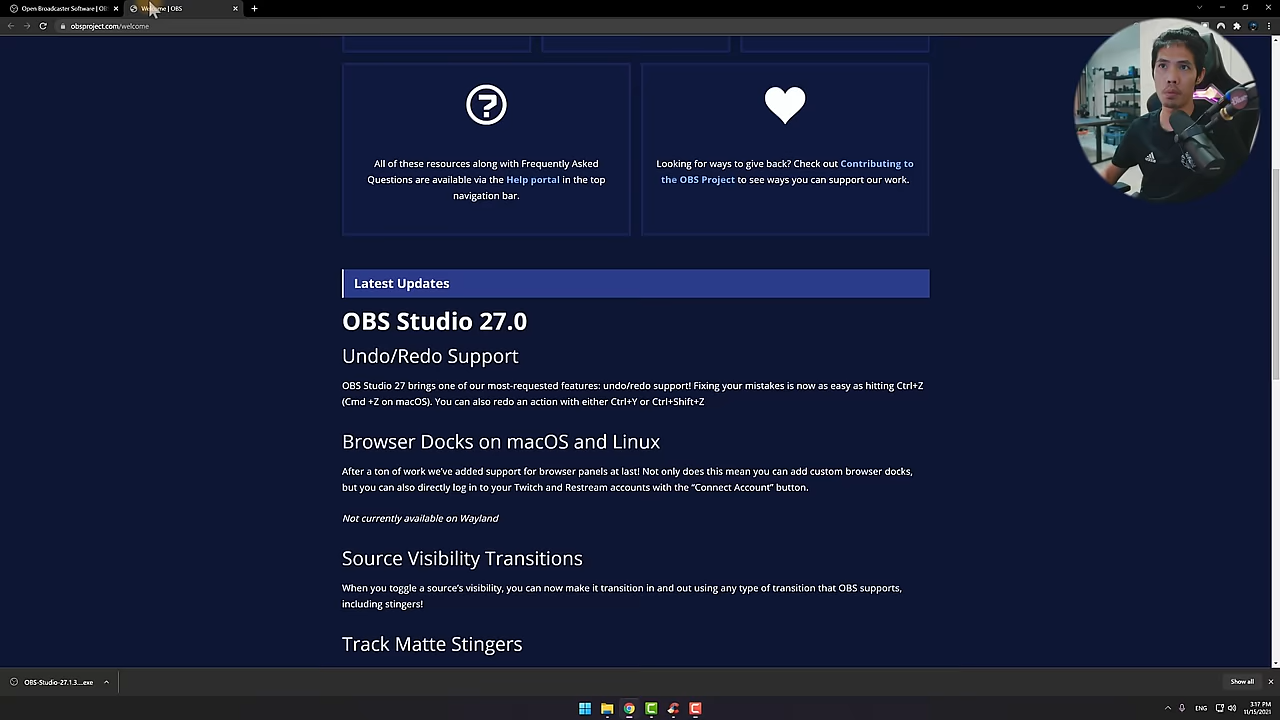 Open Broadcaster Software | OB
Welcome | OBS
obsproject.com/welcome
All of these resources along with Frequently Asked
Questions are available via the Help portal in the top
navigation bar.
Looking for ways to give back? Check out Contributing to
the OBS Project to see ways you can support our work.
Latest Updates
OBS Studio 27.0
Undo/Redo Support
OBS Studio 27 brings one of our most-requested features: undo/redo support! Fixing your mistakes is now as easy as hitting Ctrl+Z
(Cmd +Z on macOS). You can also redo an action with either Ctrl+Y or Ctrl+Shift+Z
Browser Docks on macOS and Linux
After a ton of work we've added support for browser panels at last! Not only does this mean you can add custom browser docks,
but you can also directly log in to your Twitch and Restream accounts with the “Connect Account” button.
Not currently available on Wayland
Source Visibility Transitions
When you toggle a source's visibility, you can now make it transition in and out using any type of transition that OBS supports,
including stingers!
Track Matte Stingers
OBS-Studio-27.1.3....exe
Show all
ENG
3:17 PM
11/15/2021